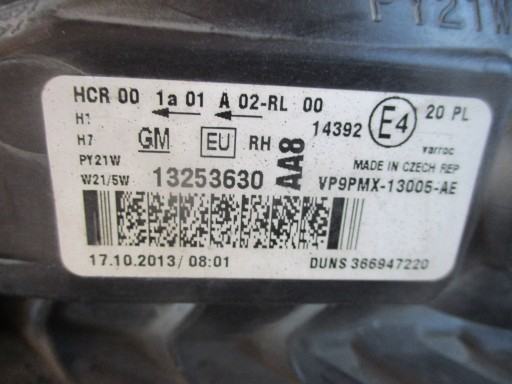 PY21W
HCR 00 1a 01 A 02-RL 00
H1
H7 GM EU RH AA8 14392 E4 20 PL
varroc
PY21W MADE IN CZECH REP
W21/5W 13253630 VP9PMX-13005-AE
17.10.2013/ 08:01 DUNS 366947220